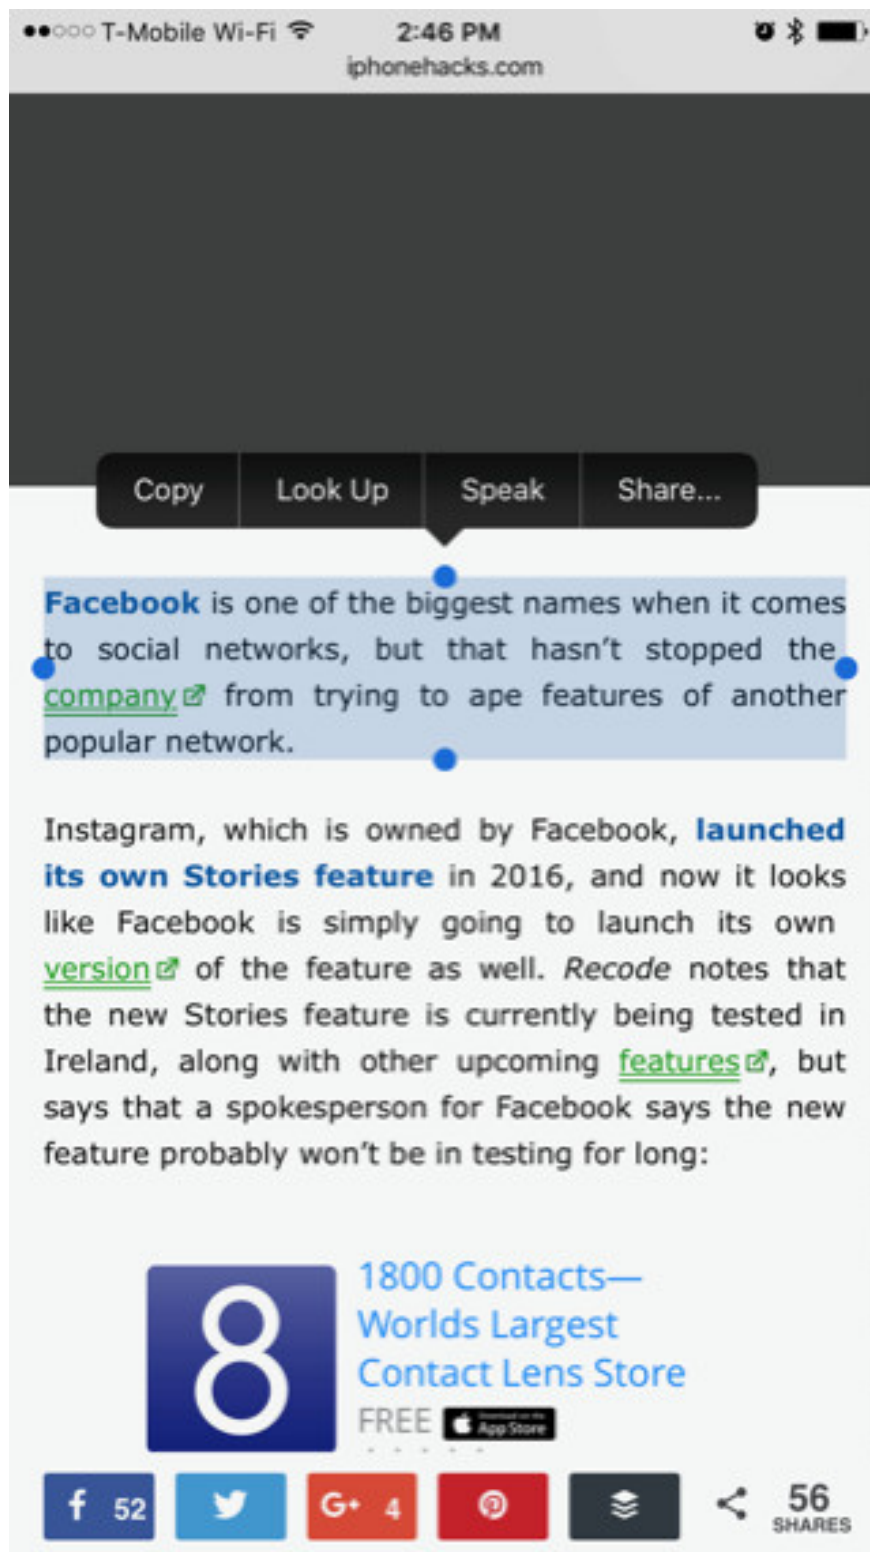 T-Mobile Wi-Fi 2:46 PM
iphonehacks.com
Copy Look Up Speak Share...
Facebook is one of the biggest names when it comes
to social networks, but that hasn't stopped the
company from trying to ape features of another
popular network.
Instagram, which is owned by Facebook, launched
its own Stories feature in 2016, and now it looks
like Facebook is simply going to launch its own
version of the feature as well. Recode notes that
the new Stories feature is currently being tested in
Ireland, along with other upcoming features, but
says that a spokesperson for Facebook says the new
feature probably won't be in testing for long:
8
1800 Contacts—
Worlds Largest
Contact Lens Store
FREE Download on the
App Store
f 52 G+ 4 56
SHARES